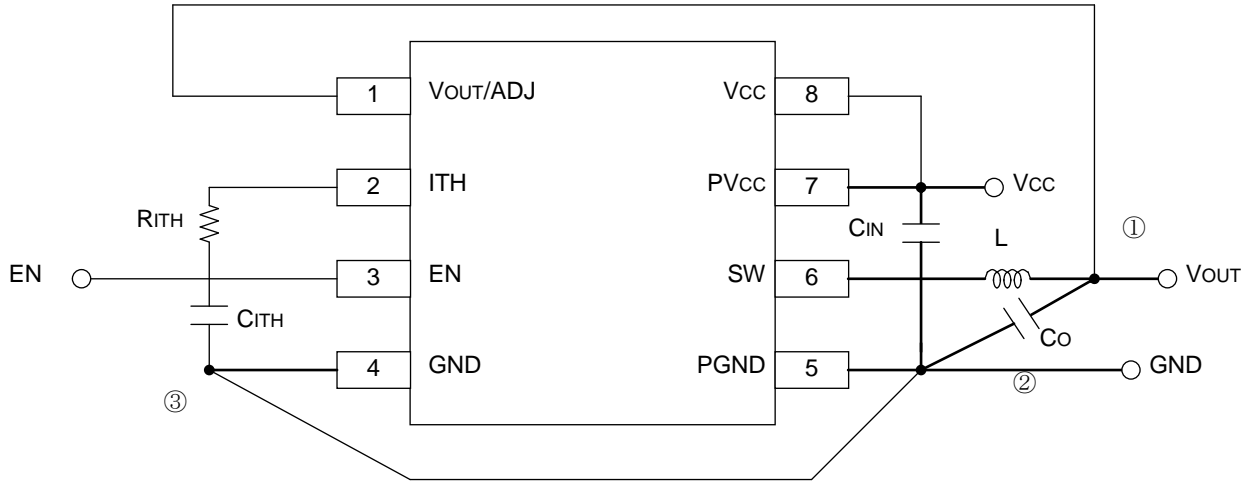 1 VOUT/ADJ VCC 8
2 ITH PVCC 7 VCC
RITH
CIN
L
①
EN 3 EN SW 6 VOUT
CITH
CO
4 GND PGND 5 GND
②
③